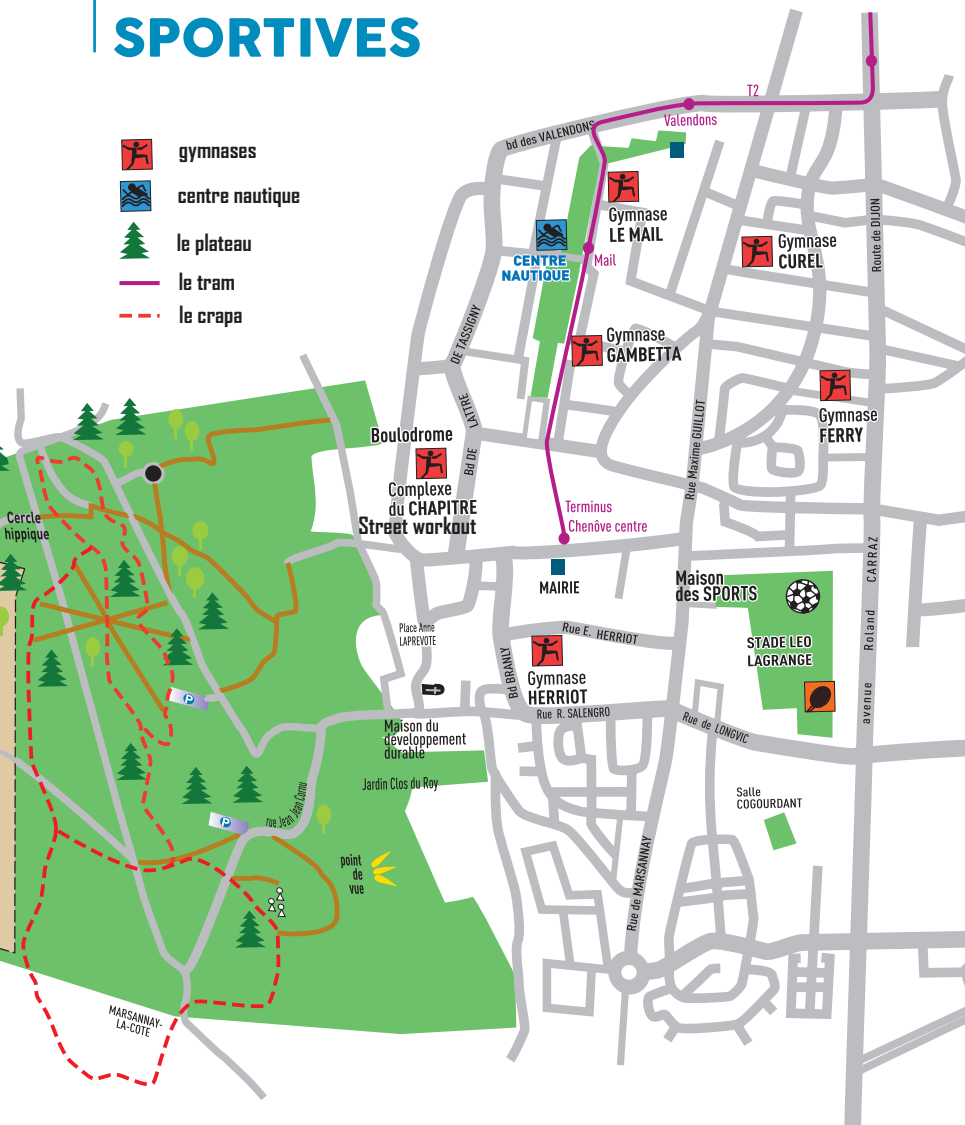 SPORTIVES
gymnases
centre nautique
le plateau
le tram
le crapa
T2
Valendons
bd des VALENDONS
Gymnase
LE MAIL
CENTRE
NAUTIQUE
Mail
Gymnase
CUREL
Route de DIJON
DE TASSIGNY
Gymnase
GAMBETTA
Gymnase
FERRY
LATTRE
Bd DE
Rue Maxime GUILLOT
Boulodrome
Complexe
du CHAPITRE
Street workout
Terminus
Chenôve centre
Cercle
hippique
MAIRIE
Maison
des SPORTS
CARRAZ
Roland
avenue
Place Anne
LAPREVOTE
Rue E. HERRIOT
STADE LEO
LAGRANGE
Bd BRANLY
Gymnase
HERRIOT
Rue R. SALENGRO
Rue de LONGVIC
P
Maison du
développement
durable
Jardin Clos du Roy
rue Jean Jean Cornu
P
Salle
COGOURDANT
point
de
vue
Rue de MARSANNAY
MARSANNAY-
LA-COTE